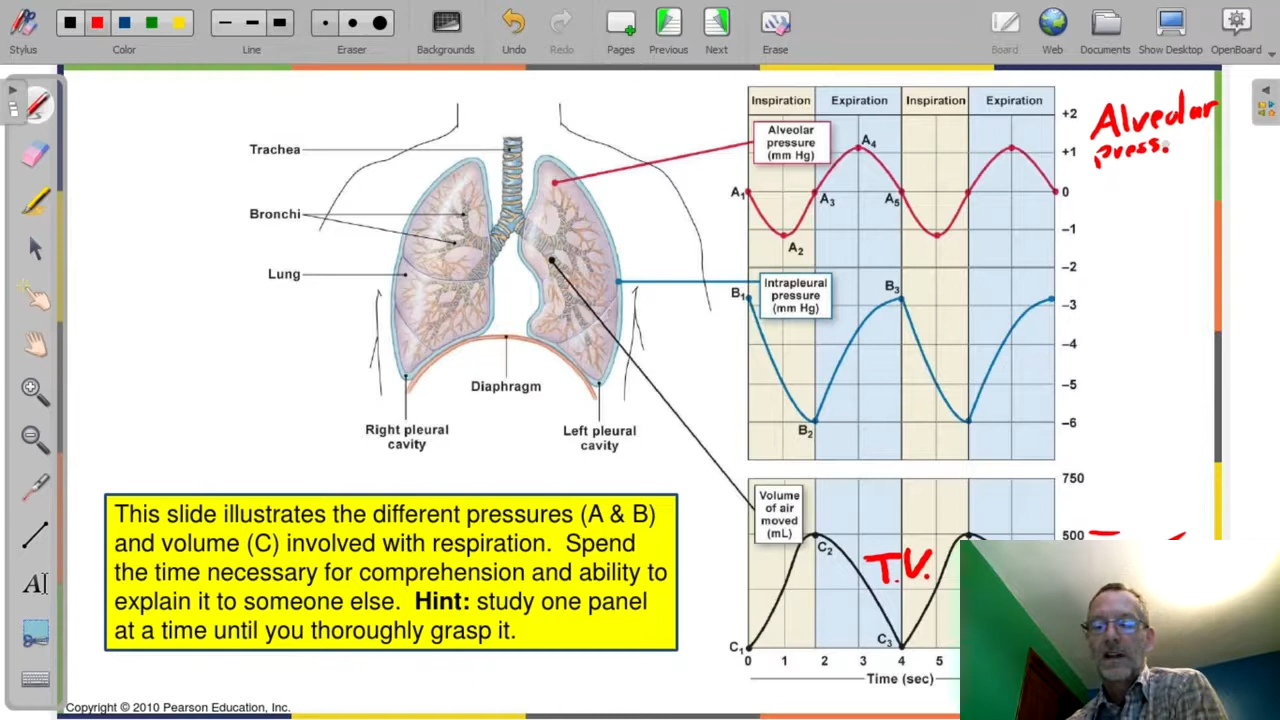 Stylus
Color
Line
Eraser
Backgrounds
Undo
Redo
Pages
Previous
Next
Erase
Board
Web
Documents
Show Desktop
OpenBoard
Trachea
Bronchi
Lung
Diaphragm
Right pleural
cavity
Left pleural
cavity
Inspiration
Expiration
Inspiration
Expiration
Alveolar
pressure
(mm Hg)
A1
A2
A3
A4
A5
+2
+1
0
−1
−2
−3
−4
−5
−6
Alveolar
press.
Intrapleural
pressure
(mm Hg)
B1
B2
B3
Volume
of air
moved
(mL)
750
500
C1
C2
C3
T.V.
0 1 2 3 4 5
Time (sec)
This slide illustrates the different pressures (A & B)
and volume (C) involved with respiration. Spend
the time necessary for comprehension and ability to
explain it to someone else. Hint: study one panel
at a time until you thoroughly grasp it.
Copyright © 2010 Pearson Education, Inc.